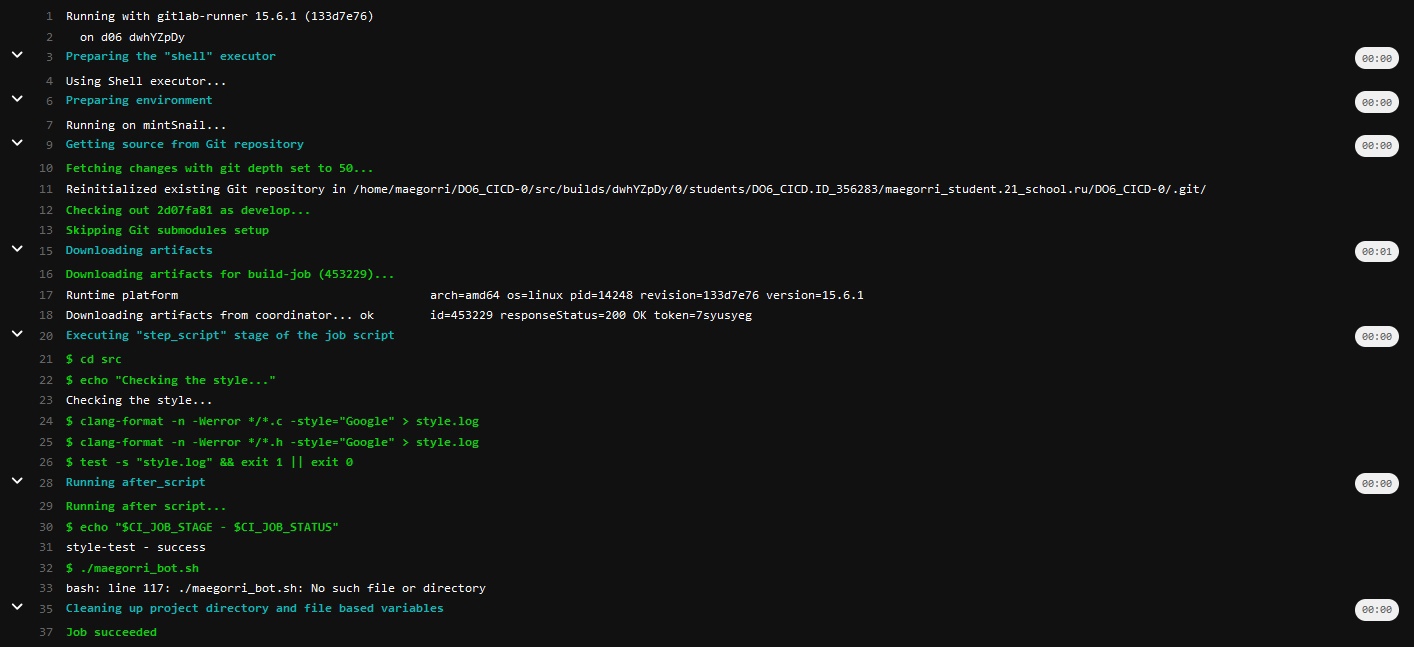 1 Running with gitlab-runner 15.6.1 (133d7e76)
2 on d06 dwhYZpDy
3 Preparing the "shell" executor 00:00
4 Using Shell executor...
6 Preparing environment 00:00
7 Running on mintSnail...
9 Getting source from Git repository 00:00
10 Fetching changes with git depth set to 50...
11 Reinitialized existing Git repository in /home/maegorri/DO6_CICD-0/src/builds/dwhYZpDy/0/students/DO6_CICD.ID_356283/maegorri_student.21_school.ru/DO6_CICD-0/.git/
12 Checking out 2d07fa81 as develop...
13 Skipping Git submodules setup
15 Downloading artifacts 00:01
16 Downloading artifacts for build-job (453229)...
17 Runtime platform arch=amd64 os=linux pid=14248 revision=133d7e76 version=15.6.1
18 Downloading artifacts from coordinator... ok id=453229 responseStatus=200 OK token=7syusyeg
20 Executing "step_script" stage of the job script 00:00
21 $ cd src
22 $ echo "Checking the style..."
23 Checking the style...
24 $ clang-format -n -Werror */*.c -style="Google" > style.log
25 $ clang-format -n -Werror */*.h -style="Google" > style.log
26 $ test -s "style.log" && exit 1 || exit 0
28 Running after_script 00:00
29 Running after script...
30 $ echo "$CI_JOB_STAGE - $CI_JOB_STATUS"
31 style-test - success
32 $ ./maegorri_bot.sh
33 bash: line 117: ./maegorri_bot.sh: No such file or directory
35 Cleaning up project directory and file based variables 00:00
37 Job succeeded